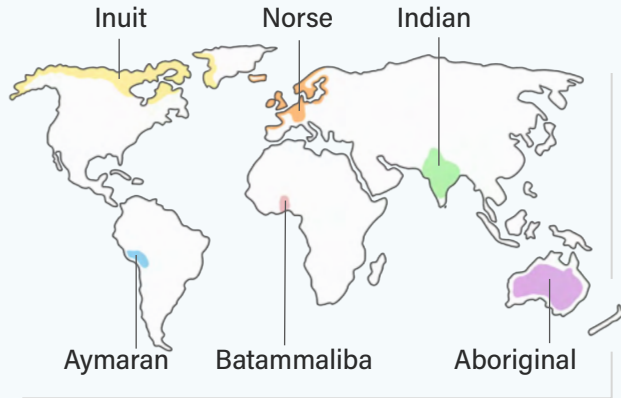 Inuit
Norse
Indian
Aymaran
Batammaliba
Aboriginal